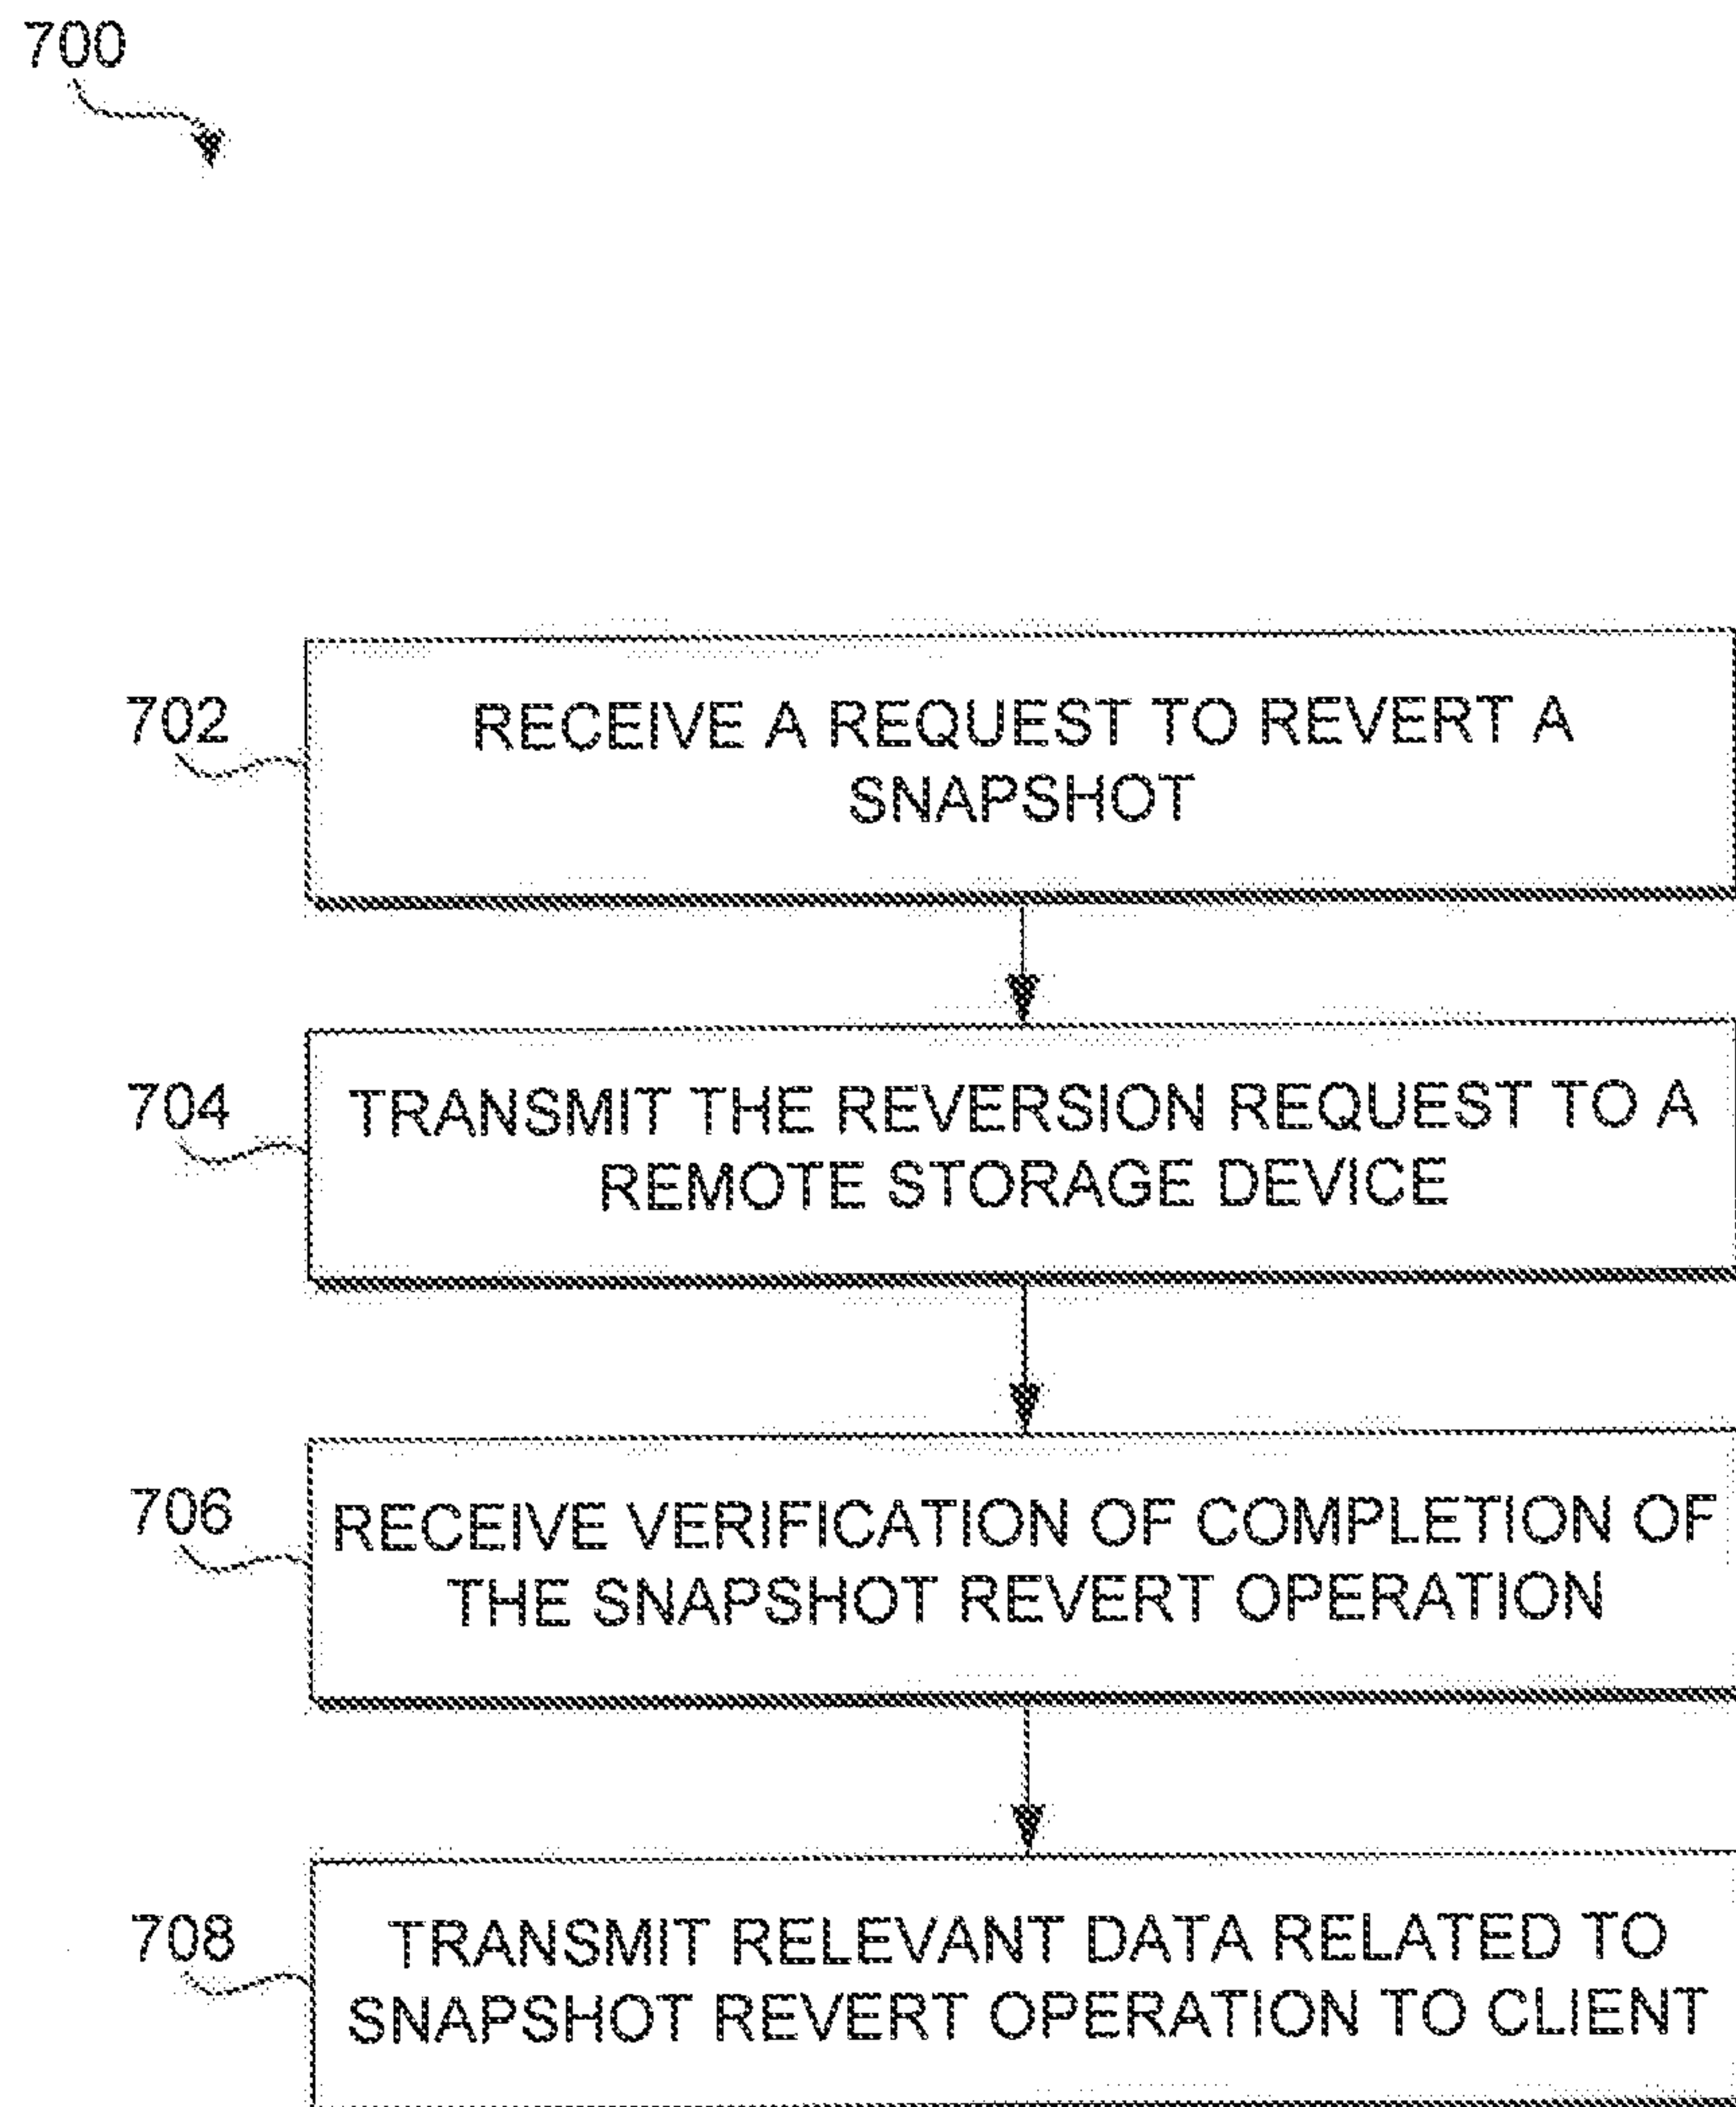 700
702
RECEIVE A REQUEST TO REVERT A
SNAPSHOT
704
TRANSMIT THE REVERSION REQUEST TO A
REMOTE STORAGE DEVICE
706
RECEIVE VERIFICATION OF COMPLETION OF
THE SNAPSHOT REVERT OPERATION
708
TRANSMIT RELEVANT DATA RELATED TO
SNAPSHOT REVERT OPERATION TO CLIENT